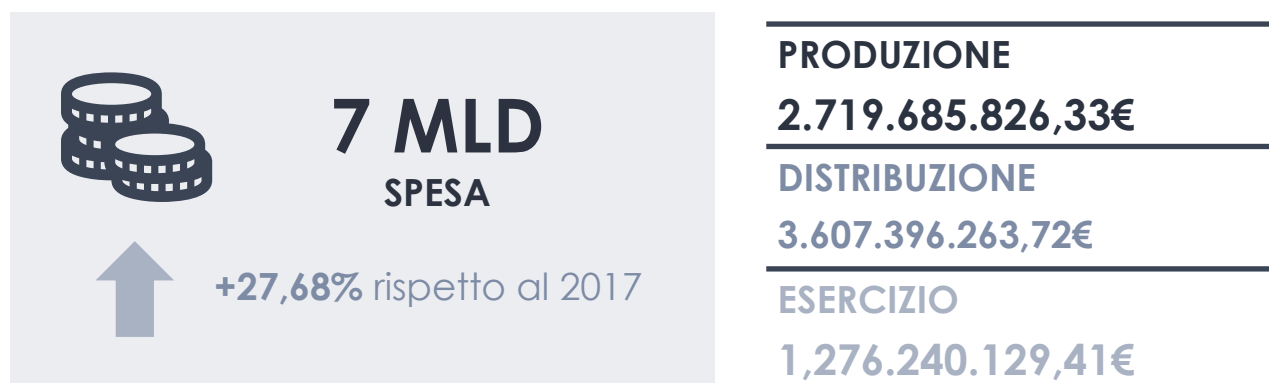 7 MLD
SPESA
+27,68% rispetto al 2017
PRODUZIONE
2.719.685.826,33€
DISTRIBUZIONE
3.607.396.263,72€
ESERCIZIO
1,276.240.129,41€